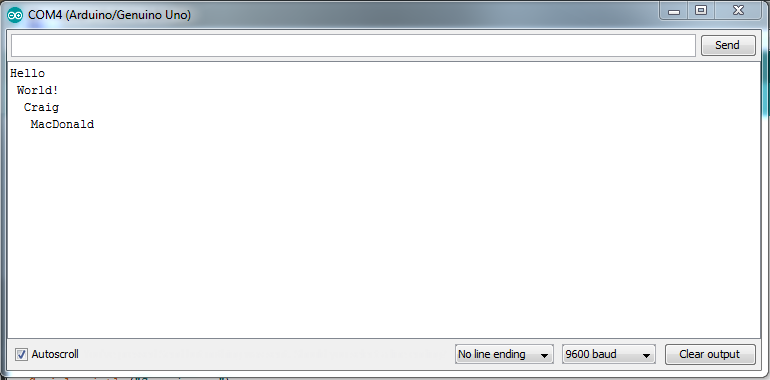 COM4 (Arduino/Genuino Uno)
Send
Hello
World!
Craig
MacDonald
Autoscroll
No line ending
9600 baud
Clear output